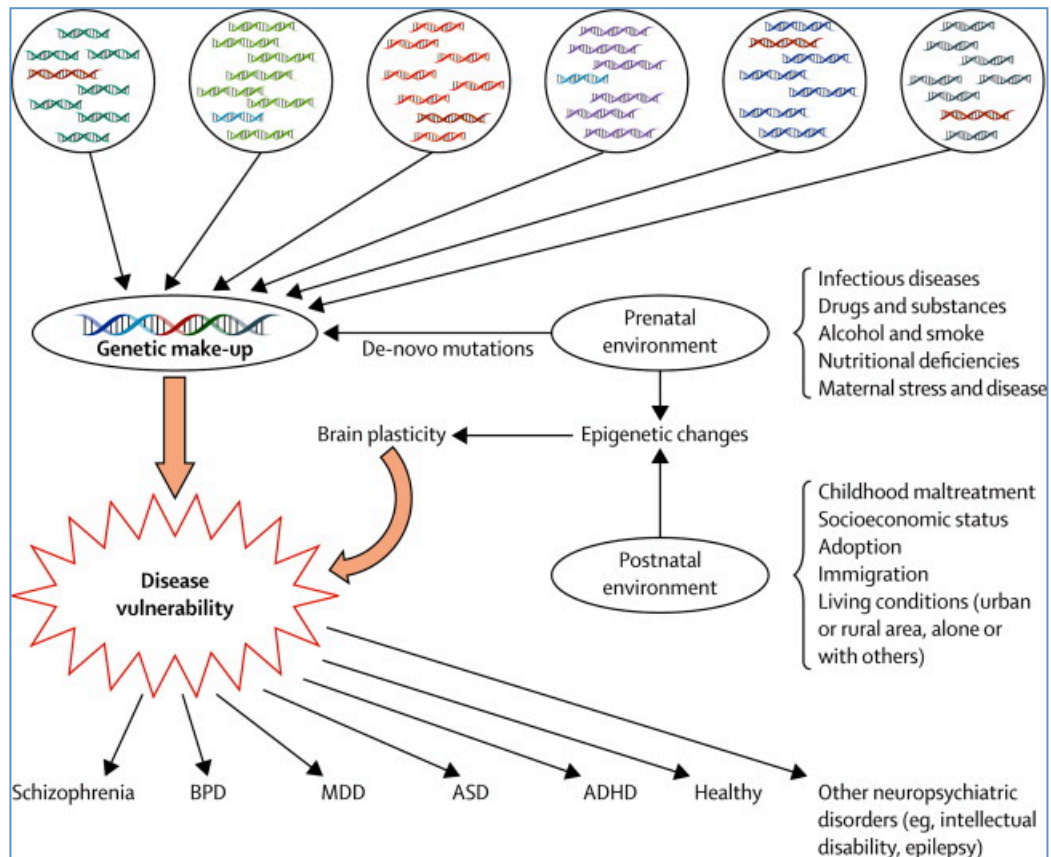 Genetic make-up
De-novo mutations
Prenatal
environment
Infectious diseases
Drugs and substances
Alcohol and smoke
Nutritional deficiencies
Maternal stress and disease
Brain plasticity
Epigenetic changes
Postnatal
environment
Childhood maltreatment
Socioeconomic status
Adoption
Immigration
Living conditions (urban
or rural area, alone or
with others)
Disease
vulnerability
Schizophrenia
BPD
MDD
ASD
ADHD
Healthy
Other neuropsychiatric
disorders (eg, intellectual
disability, epilepsy)